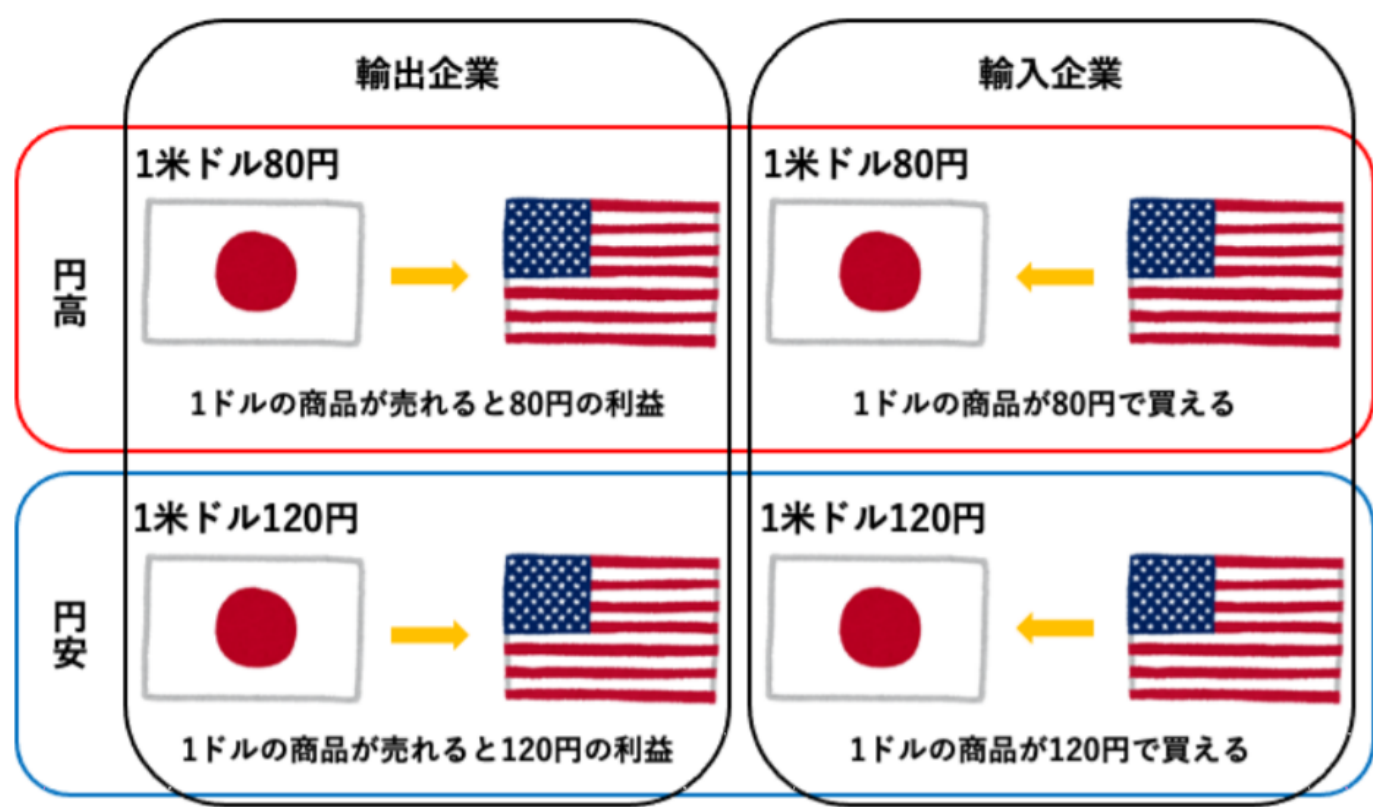 輸出企業
輸入企業
円高
1米ドル80円
1米ドル80円
1ドルの商品が売れると80円の利益
1ドルの商品が80円で買える
円安
1米ドル120円
1米ドル120円
1ドルの商品が売れると120円の利益
1ドルの商品が120円で買える